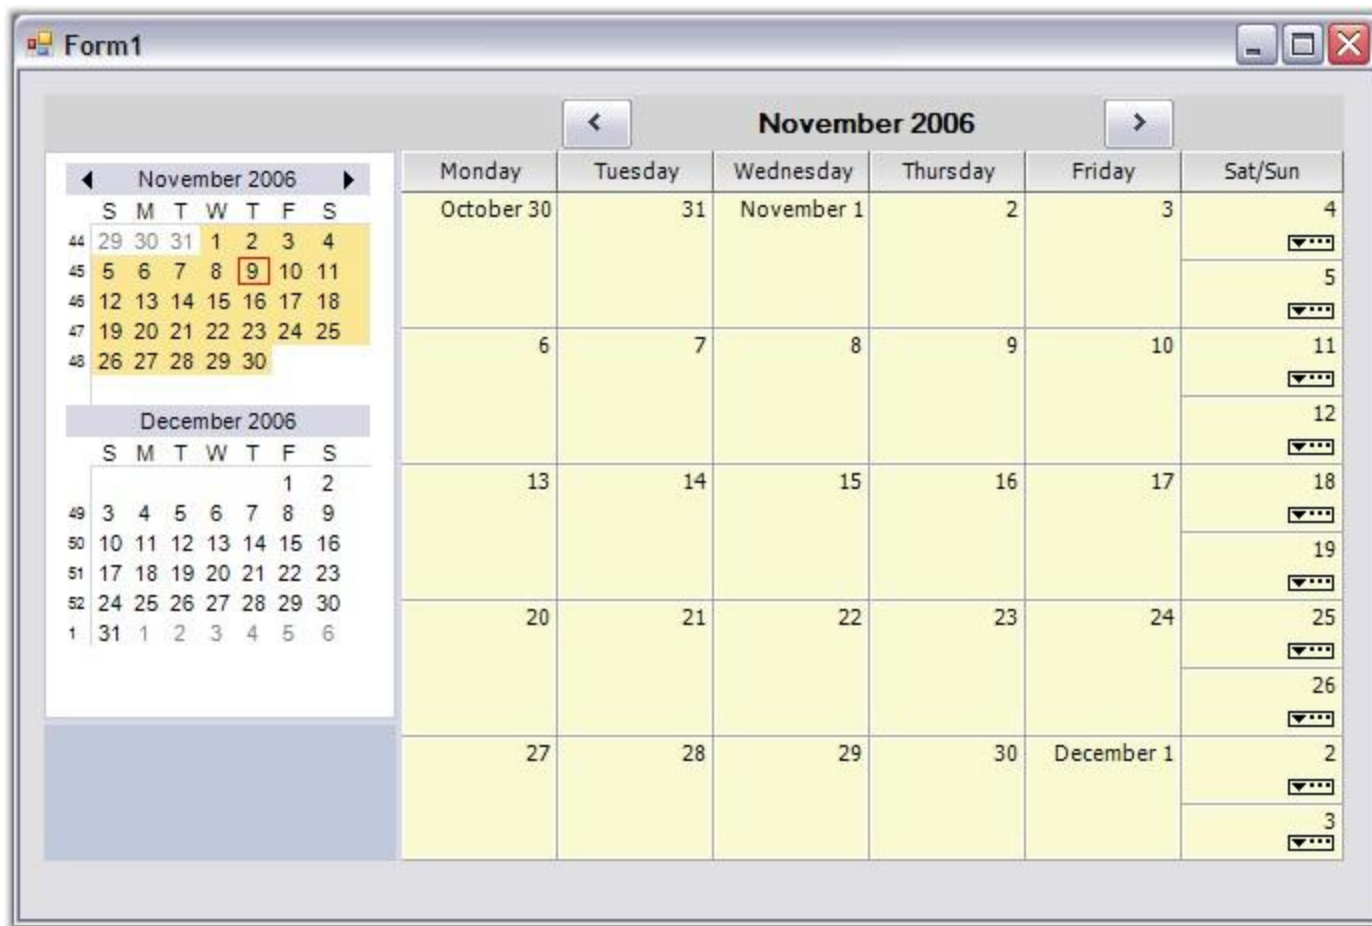 Form1
November 2006
November 2006
S M T W T F S
44 29 30 31 1 2 3 4
45 5 6 7 8 9 10 11
46 12 13 14 15 16 17 18
47 19 20 21 22 23 24 25
48 26 27 28 29 30
December 2006
S M T W T F S
1 2
49 3 4 5 6 7 8 9
50 10 11 12 13 14 15 16
51 17 18 19 20 21 22 23
52 24 25 26 27 28 29 30
1 31 1 2 3 4 5 6
Monday Tuesday Wednesday Thursday Friday Sat/Sun
October 30 31 November 1 2 3 4
5
6 7 8 9 10 11
12
13 14 15 16 17 18
19
20 21 22 23 24 25
26
27 28 29 30 December 1 2
3